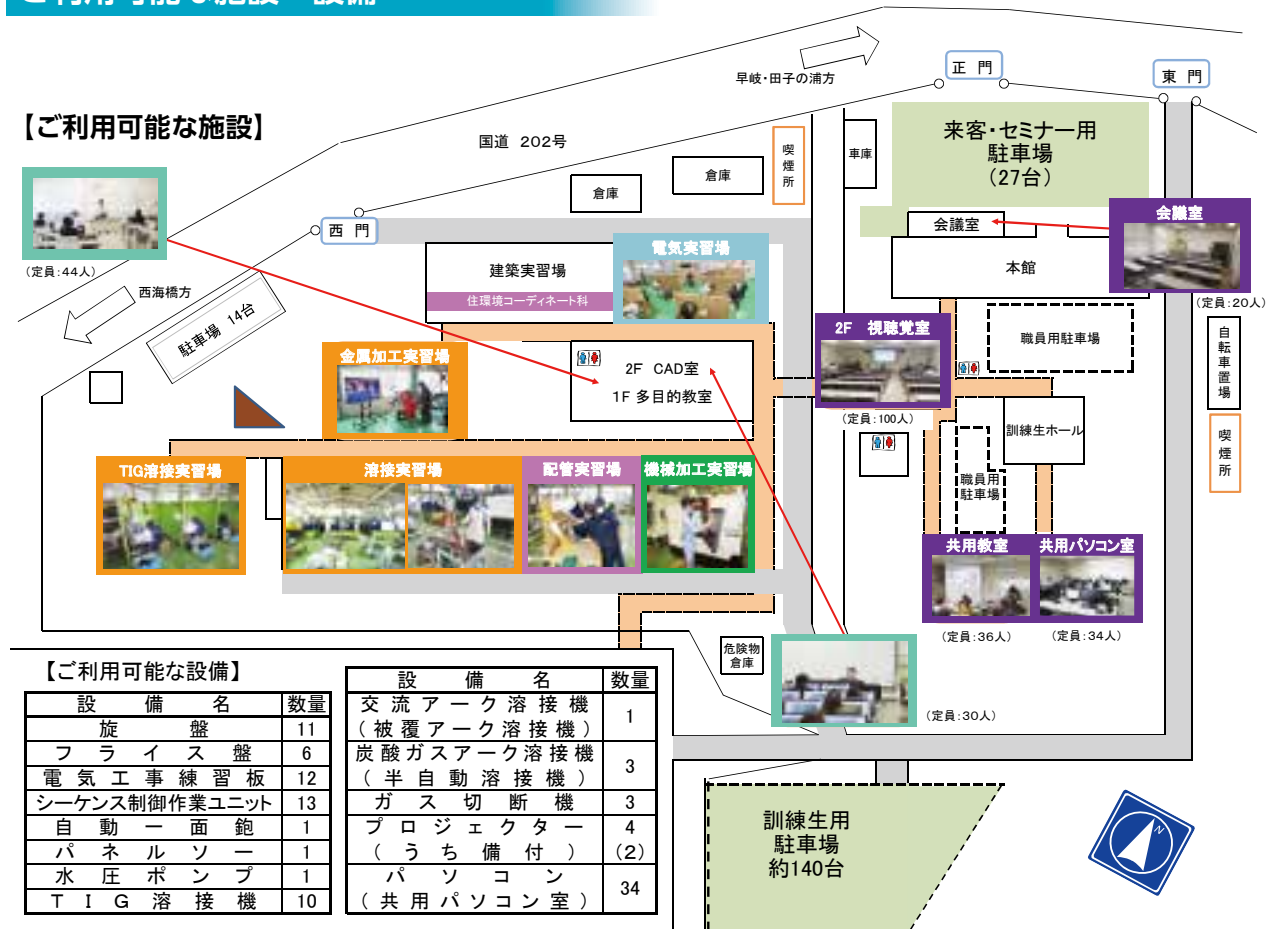 ご利用可能な施設・設備
【ご利用可能な施設】
早岐・田子の浦方
正 門
東 門
国道 202号
喫煙所
車庫
来客・セミナー用
駐車場
(27台)
倉庫
倉庫
西 門
会議室
会議室
(定員:20人)
(定員:44人)
西海橋方
駐車場 14台
建築実習場
住環境コーディネート科
電気実習場
本館
職員用駐車場
自転車置場
金属加工実習場
2F CAD室
1F 多目的教室
2F 視聴覚室
(定員:100人)
訓練生ホール
喫煙所
職員用
駐車場
TIG溶接実習場
溶接実習場
配管実習場
機械加工実習場
共用教室
共用パソコン室
(定員:36人)
(定員:34人)
危険物
倉庫
(定員:30人)
【ご利用可能な設備】
設 備 名 数量
旋 盤 11
フ ラ イ ス 盤 6
電 気 工 事 練 習 板 12
シーケンス制御作業ユニット 13
自 動 一 面 鉋 1
パ ネ ル ソ ー 1
水 圧 ポ ン プ 1
T I G 溶 接 機 10
設 備 名 数量
交 流 ア ー ク 溶 接 機
( 被 覆 ア ー ク 溶 接 機 ) 1
炭 酸 ガ ス ア ー ク 溶 接 機
( 半 自 動 溶 接 機 ) 3
ガ ス 切 断 機 3
プ ロ ジ ェ ク タ ー 4
( う ち 備 付 ) (2)
パ ソ コ ン
( 共 用 パ ソ コ ン 室 ) 34
訓練生用
駐車場
約140台
N